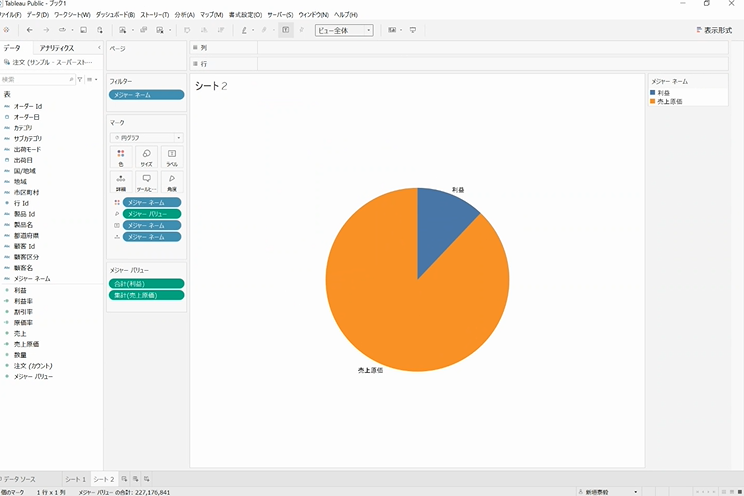 Tableau Public - ブック1
ファイル(F) データ(D) ワークシート(W) ダッシュボード(B) ストーリー(T) 分析(A) マップ(M) 書式設定(O) サーバー(S) ウィンドウ(N) ヘルプ(H)
ビュー全体
表示形式
データ アナリティクス
注文 (サンプル - スーパースト…
検索
表
オーダー Id
オーダー日
カテゴリ
サブカテゴリ
出荷モード
出荷日
国/地域
地域
市区町村
行 Id
製品 Id
製品名
都道府県
顧客 Id
顧客区分
顧客名
メジャー ネーム
利益
利益率
割引率
原価率
売上
売上原価
数量
注文 (カウント)
メジャー バリュー
ページ
フィルター
メジャー ネーム
マーク
円グラフ
色 サイズ ラベル
詳細 ツールヒ… 角度
メジャー ネーム
メジャー バリュー
メジャー ネーム
メジャー ネーム
メジャー バリュー
合計(利益)
集計(売上原価)
列
行
シート 2
利益
売上原価
メジャー ネーム
利益
売上原価
データ ソース シート 1 シート 2
個のマーク 1 行 x 1 列 メジャー バリュー の合計: 227,176,841